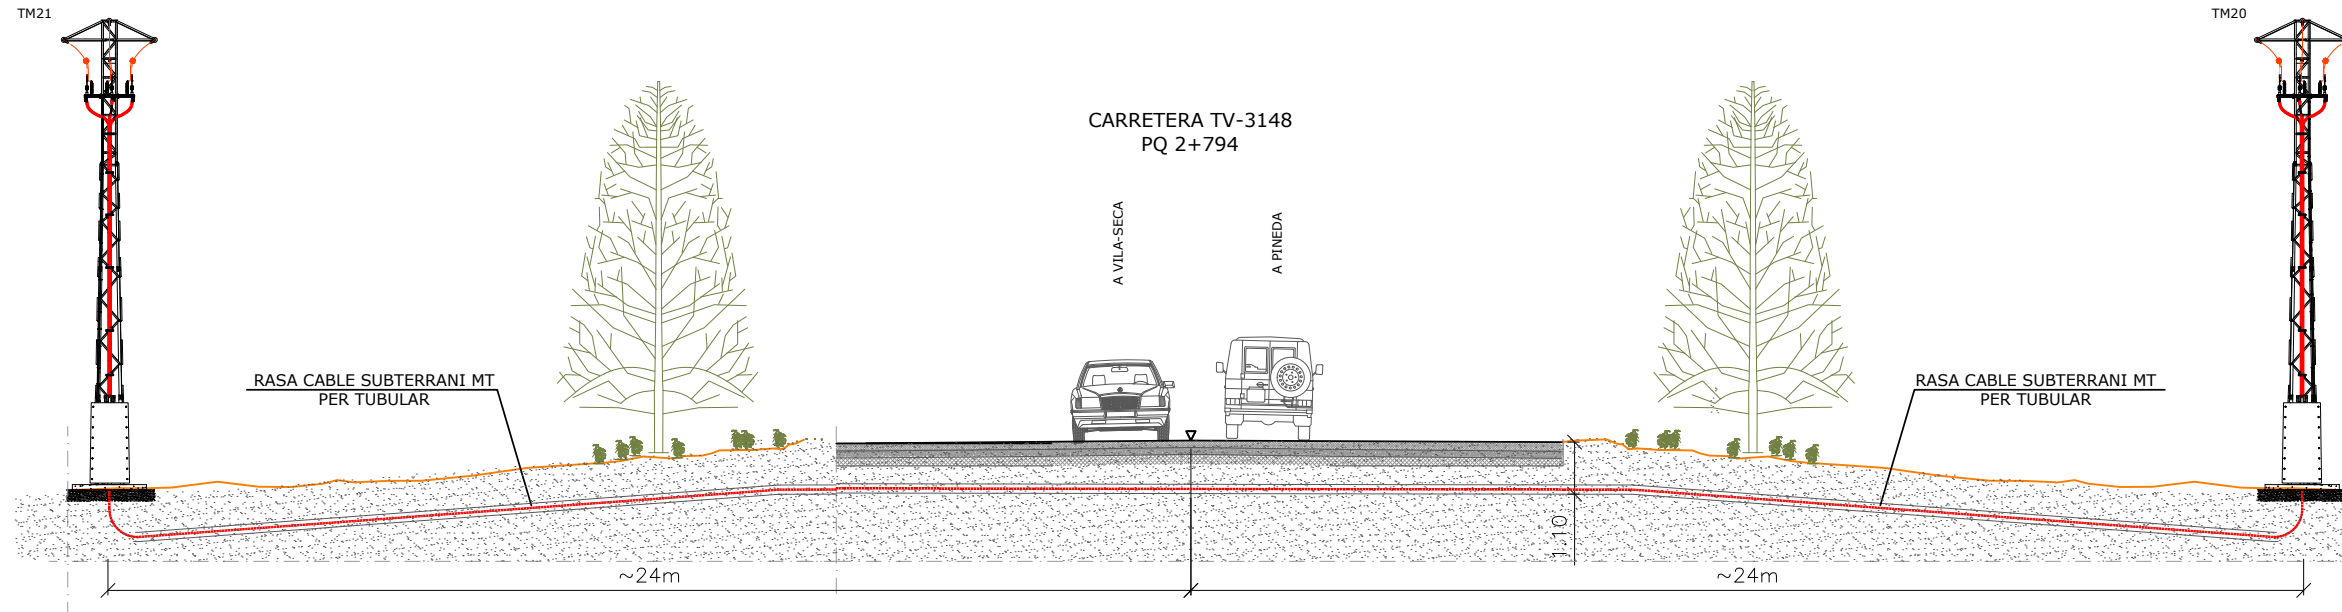 TM21
TM20
CARRETERA TV-3148
PQ 2+794
A VILA-SECA
A PINEDA
RASA CABLE SUBTERRANI MT
PER TUBULAR
RASA CABLE SUBTERRANI MT
PER TUBULAR
1.10
~24m
~24m